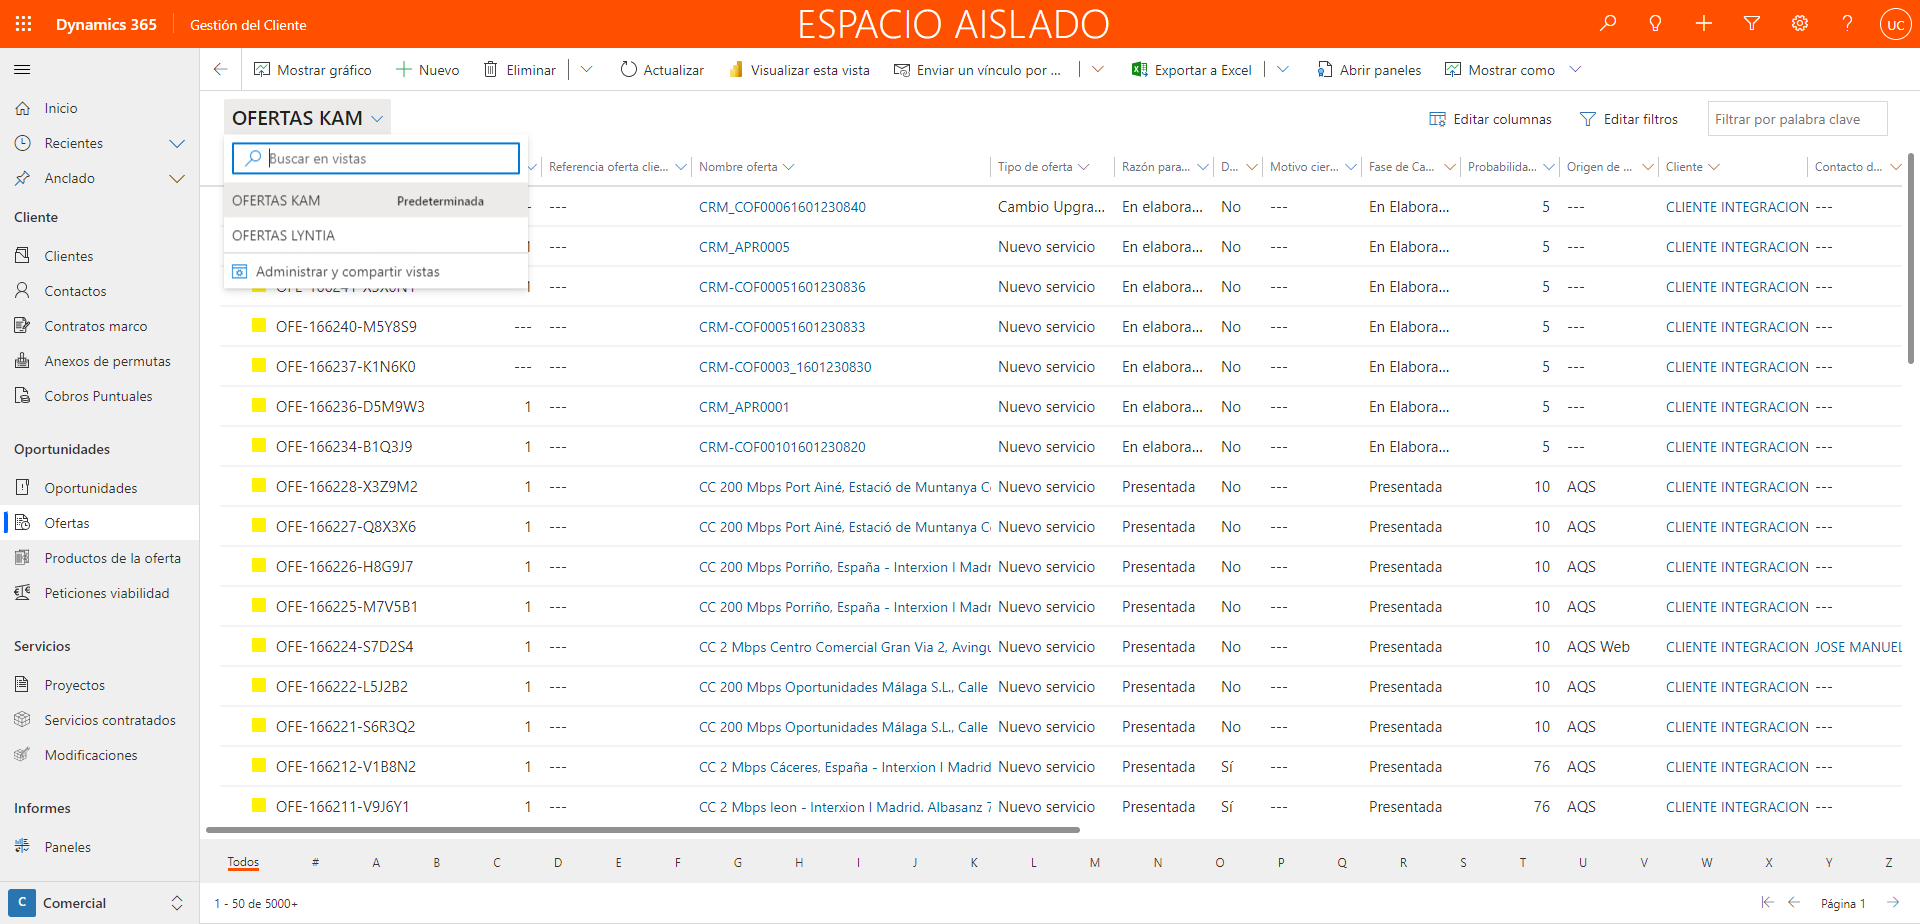 Dynamics 365
Gestión del Cliente
ESPACIO AISLADO
UC
Mostrar gráfico
Nuevo
Eliminar
Actualizar
Visualizar esta vista
Enviar un vínculo por ...
Exportar a Excel
Abrir paneles
Mostrar como
Inicio
Recientes
Anclado
Cliente
Clientes
Contactos
Contratos marco
Anexos de permutas
Cobros Puntuales
Oportunidades
Oportunidades
Ofertas
Productos de la oferta
Peticiones viabilidad
Servicios
Proyectos
Servicios contratados
Modificaciones
Informes
Paneles
C Comercial
OFERTAS KAM
Editar columnas
Editar filtros
Filtrar por palabra clave
Buscar en vistas
OFERTAS KAM Predeterminada
OFERTAS LYNTIA
Administrar y compartir vistas
Referencia oferta clie... Nombre oferta Tipo de oferta Razón para... D... Motivo cier... Fase de Ca... Probabilida... Origen de ... Cliente Contacto d...
--- CRM_COF00061601230840 Cambio Upgra... En elabora... No --- En Elabora... 5 --- CLIENTE INTEGRACION ---
1 --- CRM_APR0005 Nuevo servicio En elabora... No --- En Elabora... 5 --- CLIENTE INTEGRACION ---
1 --- CRM-COF00051601230836 Nuevo servicio En elabora... No --- En Elabora... 5 --- CLIENTE INTEGRACION ---
OFE-166240-M5Y8S9 --- --- CRM-COF00051601230833 Nuevo servicio En elabora... No --- En Elabora... 5 --- CLIENTE INTEGRACION ---
OFE-166237-K1N6K0 --- --- CRM-COF0003_1601230830 Nuevo servicio En elabora... No --- En Elabora... 5 --- CLIENTE INTEGRACION ---
OFE-166236-D5M9W3 1 --- CRM_APR0001 Nuevo servicio En elabora... No --- En Elabora... 5 --- CLIENTE INTEGRACION ---
OFE-166234-B1Q3J9 1 --- CRM-COF00101601230820 Nuevo servicio En elabora... No --- En Elabora... 5 --- CLIENTE INTEGRACION ---
OFE-166228-X3Z9M2 1 --- CC 200 Mbps Port Ainé, Estació de Muntanya Co Nuevo servicio Presentada No --- Presentada 10 AQS CLIENTE INTEGRACION ---
OFE-166227-Q8X3X6 1 --- CC 200 Mbps Port Ainé, Estació de Muntanya Co Nuevo servicio Presentada No --- Presentada 10 AQS CLIENTE INTEGRACION ---
OFE-166226-H8G9J7 1 --- CC 200 Mbps Porriño, España - Interxion I Madr Nuevo servicio Presentada No --- Presentada 10 AQS CLIENTE INTEGRACION ---
OFE-166225-M7V5B1 1 --- CC 200 Mbps Porriño, España - Interxion I Madr Nuevo servicio Presentada No --- Presentada 10 AQS CLIENTE INTEGRACION ---
OFE-166224-S7D2S4 1 --- CC 2 Mbps Centro Comercial Gran Via 2, Avingu Nuevo servicio Presentada No --- Presentada 10 AQS Web CLIENTE INTEGRACION JOSE MANUEL
OFE-166222-L5J2B2 1 --- CC 200 Mbps Oportunidades Málaga S.L., Calle Nuevo servicio Presentada No --- Presentada 10 AQS CLIENTE INTEGRACION ---
OFE-166221-S6R3Q2 1 --- CC 200 Mbps Oportunidades Málaga S.L., Calle Nuevo servicio Presentada No --- Presentada 10 AQS CLIENTE INTEGRACION ---
OFE-166212-V1B8N2 1 --- CC 2 Mbps Cáceres, España - Interxion I Madrid Nuevo servicio Presentada Sí --- Presentada 76 AQS CLIENTE INTEGRACION ---
OFE-166211-V9J6Y1 1 --- CC 2 Mbps leon - Interxion I Madrid. Albasanz 7 Nuevo servicio Presentada Sí --- Presentada 76 AQS CLIENTE INTEGRACION ---
Todos # A B C D E F G H I J K L M N O P Q R S T U V W X Y Z
1 - 50 de 5000+
Página 1